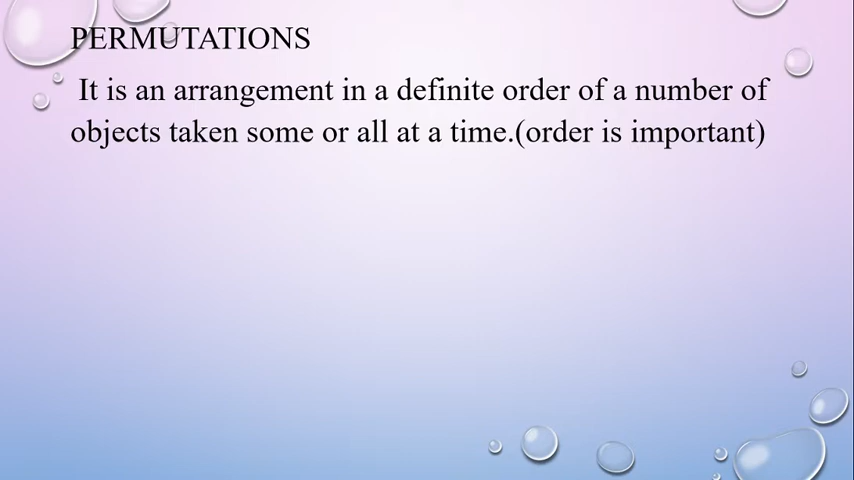 PERMUTATIONS
It is an arrangement in a definite order of a number of
objects taken some or all at a time.(order is important)